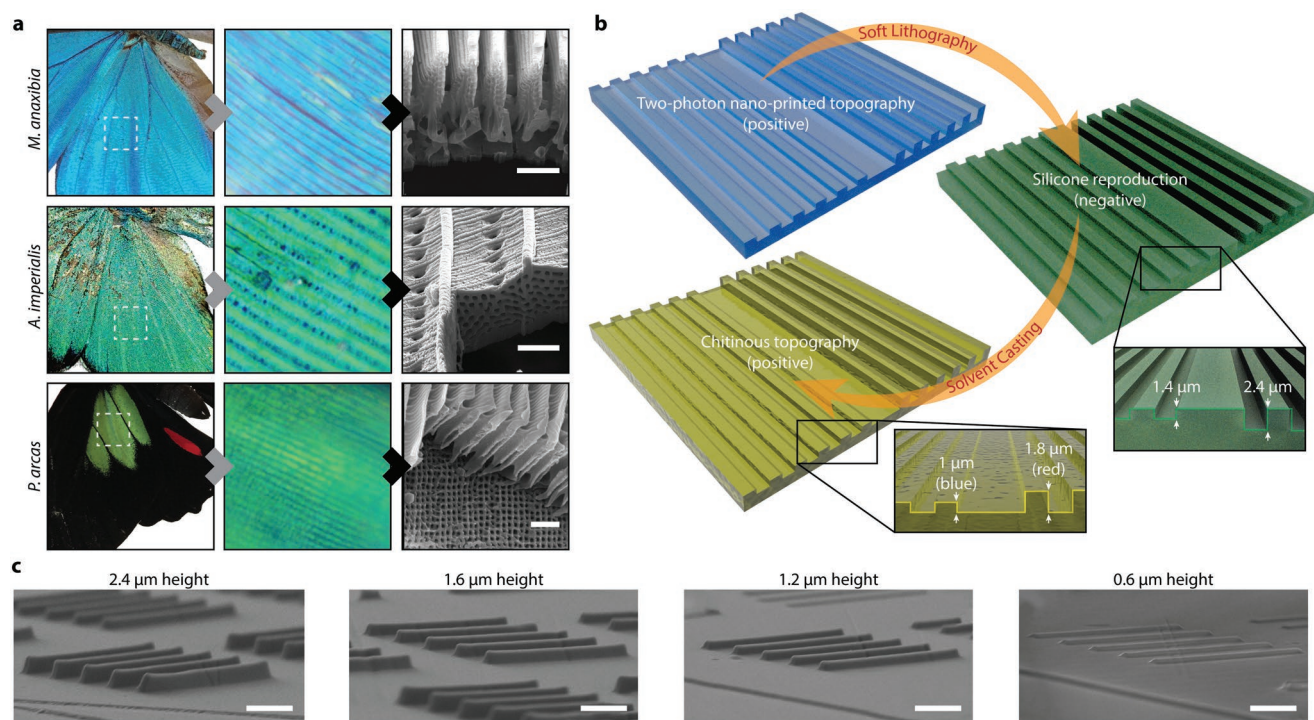 a
M. anaxibia
A. imperialis
P. arcas
b
Soft Lithography
Two-photon nano-printed topography
(positive)
Silicone reproduction
(negative)
Chitinous topography
(positive)
Solvent Casting
1.4 μm
2.4 μm
1 μm
(blue)
1.8 μm
(red)
c
2.4 μm height
1.6 μm height
1.2 μm height
0.6 μm height